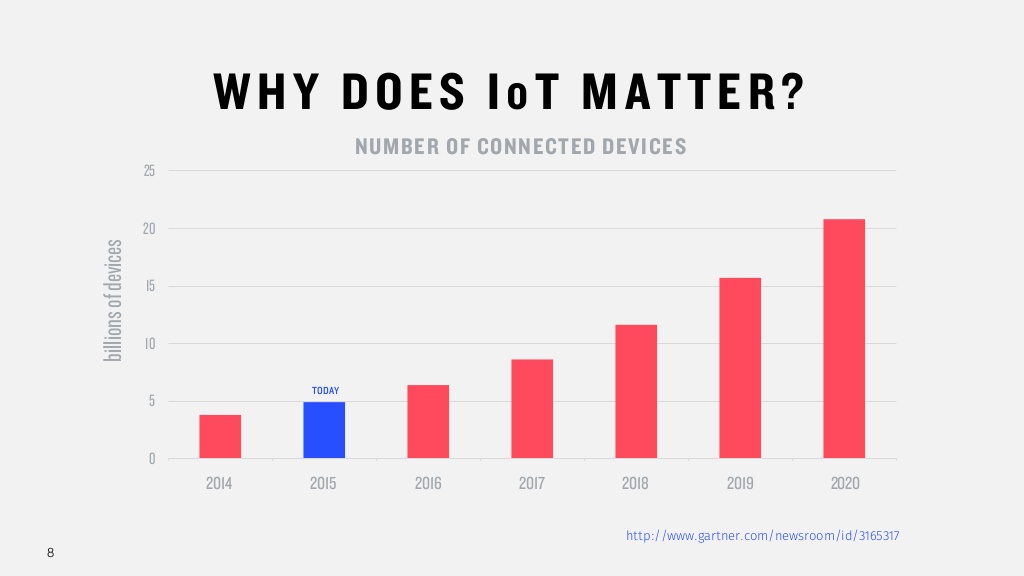 WHY DOES IoT MATTER?
NUMBER OF CONNECTED DEVICES
25
20
15
10
5
0
billions of devices
TODAY
2014 2015 2016 2017 2018 2019 2020
http://www.gartner.com/newsroom/id/3165317
8